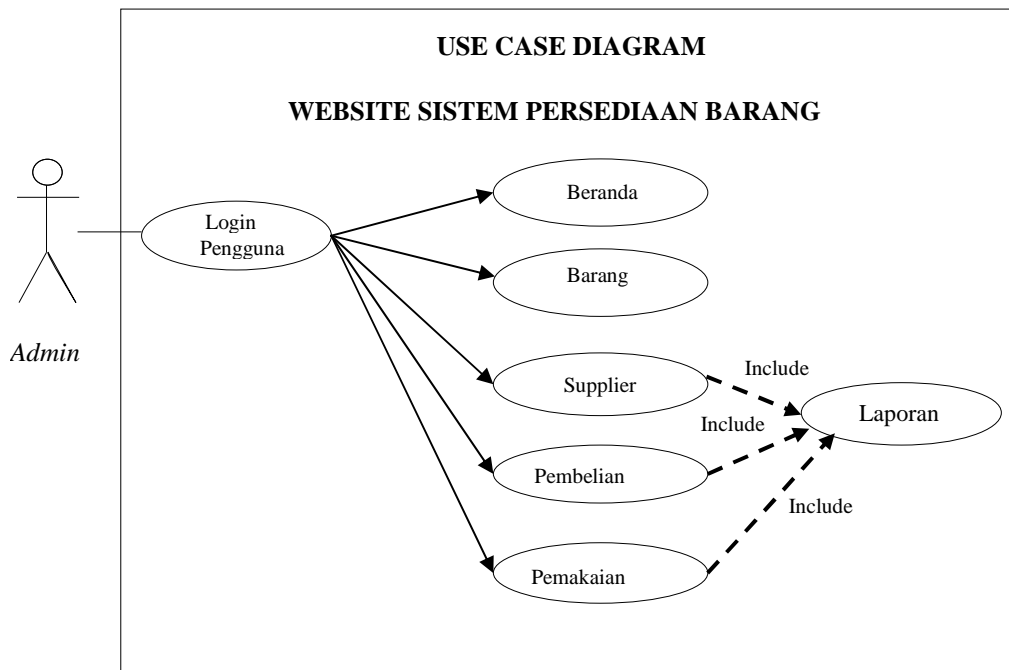 USE CASE DIAGRAM
WEBSITE SISTEM PERSEDIAAN BARANG
Admin
Login
Pengguna
Beranda
Barang
Supplier
Pembelian
Pemakaian
Include
Include
Include
Laporan